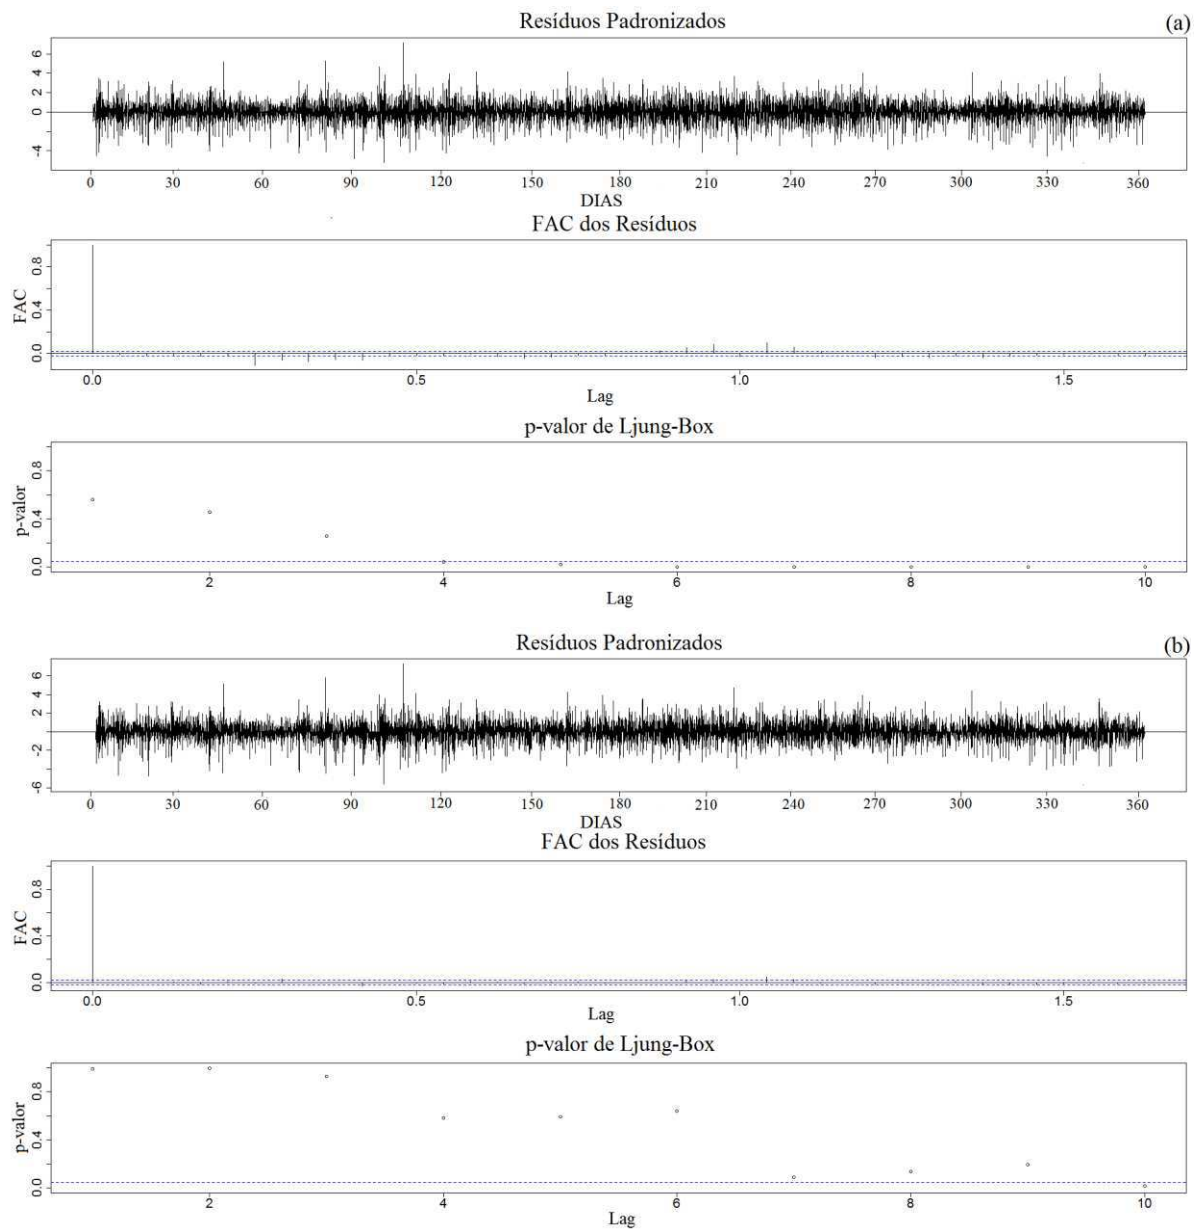 Resíduos Padronizados
(a)
6
4
2
0
-4
0 30 60 90 120 150 180 210 240 270 300 330 360
DIAS
FAC dos Resíduos
FAC
0.8
0.4
0.0
0.0 0.5 1.0 1.5
Lag
p-valor de Ljung-Box
p-valor
0.8
0.4
0.0
2 4 6 8 10
Lag
Resíduos Padronizados
(b)
6
4
2
-2
-6
0 30 60 90 120 150 180 210 240 270 300 330 360
DIAS
FAC dos Resíduos
FAC
0.8
0.4
0.0
0.0 0.5 1.0 1.5
Lag
p-valor de Ljung-Box
p-valor
0.8
0.4
0.0
2 4 6 8 10
Lag